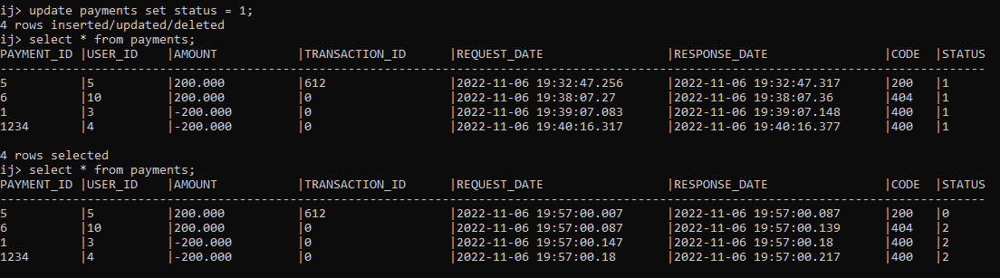 ij> update payments set status = 1;
4 rows inserted/updated/deleted
ij> select * from payments;
PAYMENT_ID |USER_ID    |AMOUNT            |TRANSACTION_ID      |REQUEST_DATE                 |RESPONSE_DATE                |CODE  |STATUS
----------------------------------------------------------------------------------------------------------------------------------------
5          |5          |200.000           |612                 |2022-11-06 19:32:47.256      |2022-11-06 19:32:47.317      |200   |1
6          |10         |200.000           |0                   |2022-11-06 19:38:07.27       |2022-11-06 19:38:07.36       |404   |1
1          |3          |-200.000          |0                   |2022-11-06 19:39:07.083      |2022-11-06 19:39:07.148      |400   |1
1234       |4          |-200.000          |0                   |2022-11-06 19:40:16.317      |2022-11-06 19:40:16.377      |400   |1
4 rows selected
ij> select * from payments;
PAYMENT_ID |USER_ID    |AMOUNT            |TRANSACTION_ID      |REQUEST_DATE                 |RESPONSE_DATE                |CODE  |STATUS
----------------------------------------------------------------------------------------------------------------------------------------
5          |5          |200.000           |612                 |2022-11-06 19:57:00.007      |2022-11-06 19:57:00.087      |200   |0
6          |10         |200.000           |0                   |2022-11-06 19:57:00.087      |2022-11-06 19:57:00.139      |404   |2
1          |3          |-200.000          |0                   |2022-11-06 19:57:00.147      |2022-11-06 19:57:00.18       |400   |2
1234       |4          |-200.000          |0                   |2022-11-06 19:57:00.18       |2022-11-06 19:57:00.217      |400   |2